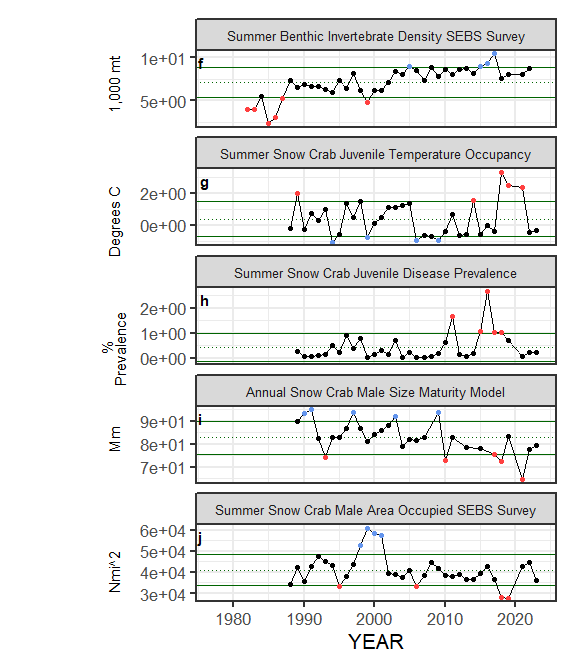 Summer Benthic Invertebrate Density SEBS Survey
f
1,000 mt
1e+01
5e+00
Summer Snow Crab Juvenile Temperature Occupancy
g
Degrees C
2e+00
0e+00
Summer Snow Crab Juvenile Disease Prevalence
h
%
Prevalence
2e+00
1e+00
0e+00
Annual Snow Crab Male Size Maturity Model
i
Mm
9e+01
8e+01
7e+01
Summer Snow Crab Male Area Occupied SEBS Survey
j
Nmi^2
6e+04
5e+04
4e+04
3e+04
1980 1990 2000 2010 2020
YEAR